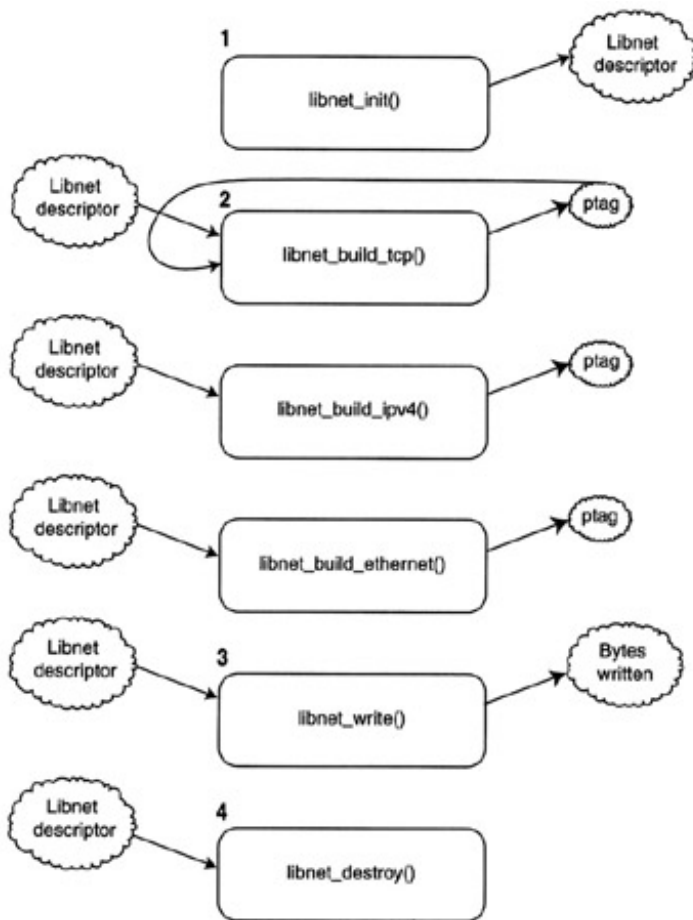 1
libnet_init()
Libnet
descriptor
Libnet
descriptor
2
libnet_build_tcp()
ptag
Libnet
descriptor
libnet_build_ipv4()
ptag
Libnet
descriptor
libnet_build_ethernet()
ptag
Libnet
descriptor
3
libnet_write()
Bytes
written
Libnet
descriptor
4
libnet_destroy()